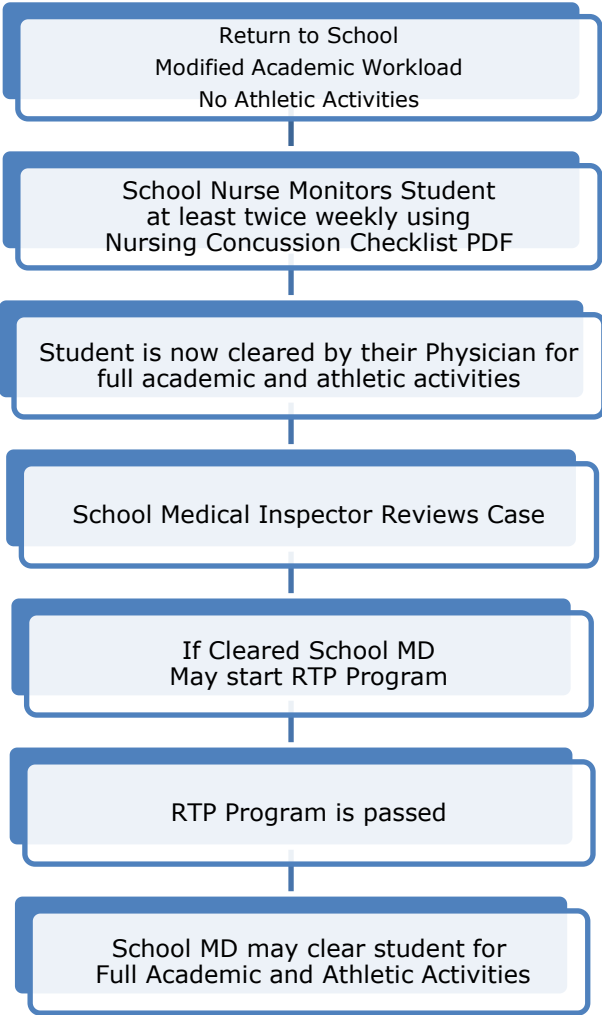 Return to School
Modified Academic Workload
No Athletic Activities
School Nurse Monitors Student
at least twice weekly using
Nursing Concussion Checklist PDF
Student is now cleared by their Physician for
full academic and athletic activities
School Medical Inspector Reviews Case
If Cleared School MD
May start RTP Program
RTP Program is passed
School MD may clear student for
Full Academic and Athletic Activities